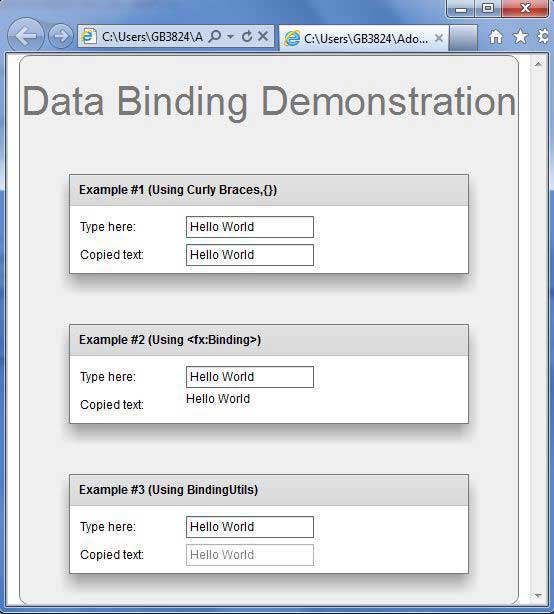 C:\Users\GB3824\A
C:\Users\GB3824\Ado...
Data Binding Demonstration
Example #1 (Using Curly Braces,{})
Type here: Hello World
Copied text: Hello World
Example #2 (Using <fx:Binding>)
Type here: Hello World
Copied text: Hello World
Example #3 (Using BindingUtils)
Type here: Hello World
Copied text: Hello World